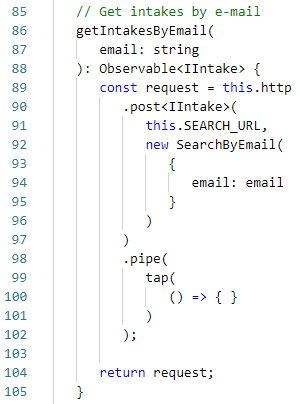 85 // Get intakes by e-mail
86 getIntakesByEmail(
87 email: string
88 ): Observable<IIntake> {
89 const request = this.http
90 .post<IIntake>(
91 this.SEARCH_URL,
92 new SearchByEmail(
93 {
94 email: email
95 }
96 )
97 )
98 .pipe(
99 tap(
100 () => { }
101 )
102 );
103
104 return request;
105 }